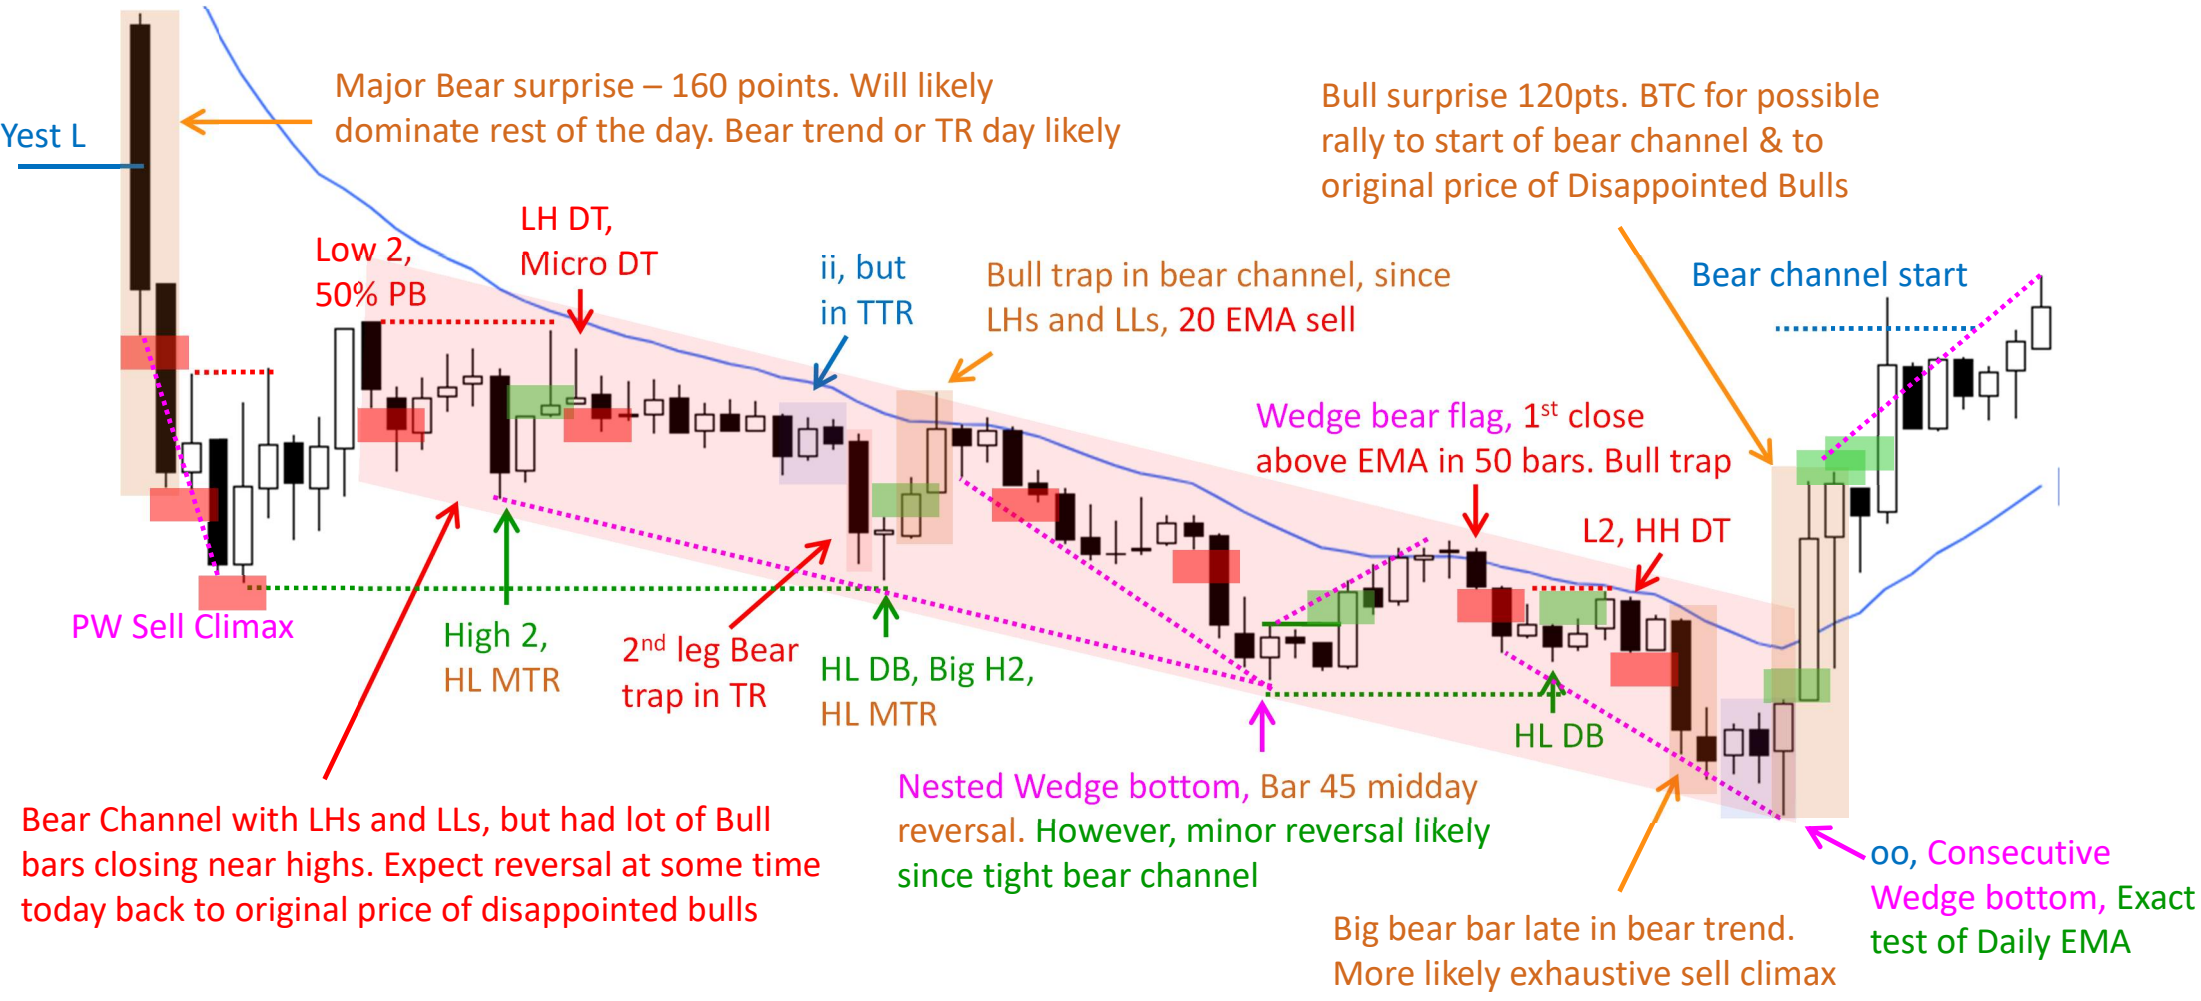 Major Bear surprise – 160 points. Will likely
dominate rest of the day. Bear trend or TR day likely
Yest L
Bull surprise 120pts. BTC for possible
rally to start of bear channel & to
original price of Disappointed Bulls
Low 2,
50% PB
LH DT,
Micro DT
ii, but
in TTR
Bull trap in bear channel, since
LHs and LLs, 20 EMA sell
Bear channel start
Wedge bear flag, 1st close
above EMA in 50 bars. Bull trap
L2, HH DT
PW Sell Climax
High 2,
HL MTR
2nd leg Bear
trap in TR
HL DB, Big H2,
HL MTR
HL DB
Nested Wedge bottom, Bar 45 midday
reversal. However, minor reversal likely
since tight bear channel
Bear Channel with LHs and LLs, but had lot of Bull
bars closing near highs. Expect reversal at some time
today back to original price of disappointed bulls
Big bear bar late in bear trend.
More likely exhaustive sell climax
oo, Consecutive
Wedge bottom, Exact
test of Daily EMA